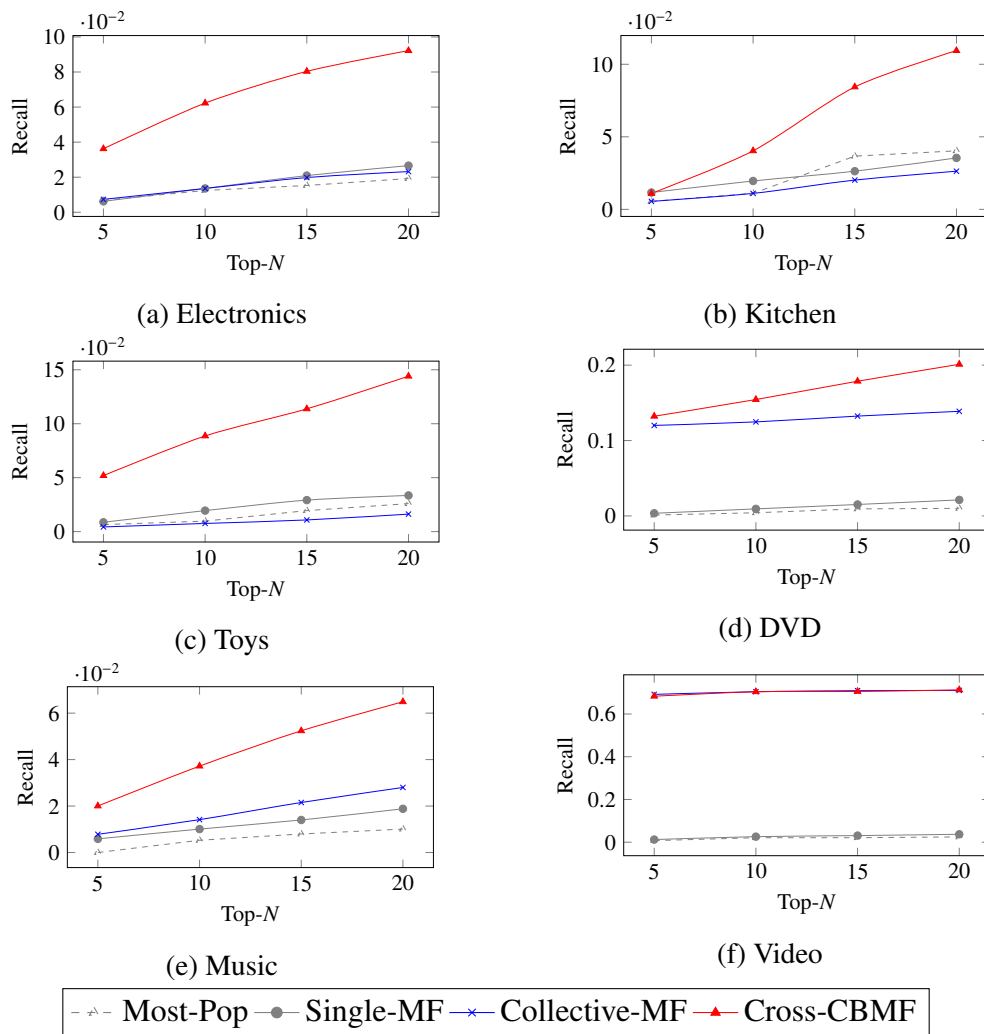 ·10⁻²
10
8
6
4
2
0
Recall
5 10 15 20
Top-N
(a) Electronics
·10⁻²
10
5
0
Recall
5 10 15 20
Top-N
(b) Kitchen
·10⁻²
15
10
5
0
Recall
5 10 15 20
Top-N
(c) Toys
0.2
0.1
0
Recall
5 10 15 20
Top-N
(d) DVD
·10⁻²
6
4
2
0
Recall
5 10 15 20
Top-N
(e) Music
0.6
0.4
0.2
0
Recall
5 10 15 20
Top-N
(f) Video
Most-Pop Single-MF Collective-MF Cross-CBMF